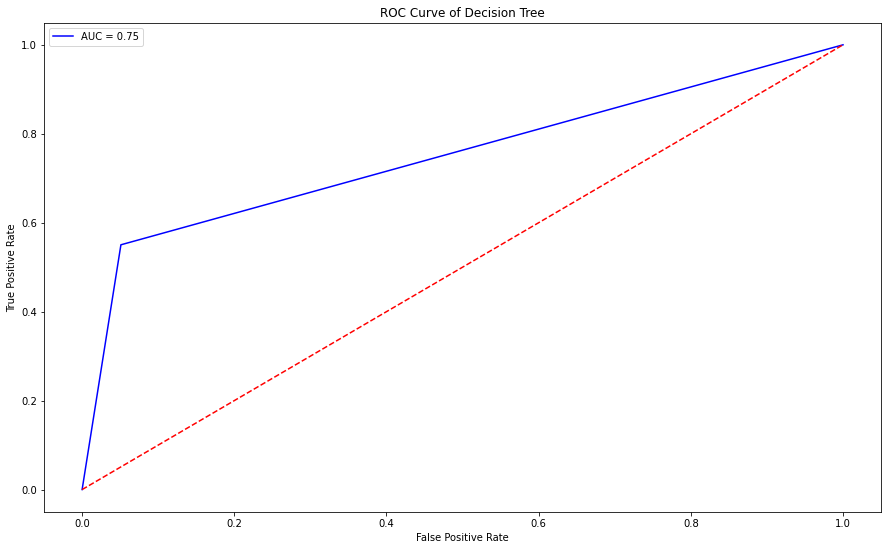 ROC Curve of Decision Tree
AUC = 0.75
1.0
0.8
0.6
0.4
0.2
0.0
True Positive Rate
0.0 0.2 0.4 0.6 0.8 1.0
False Positive Rate